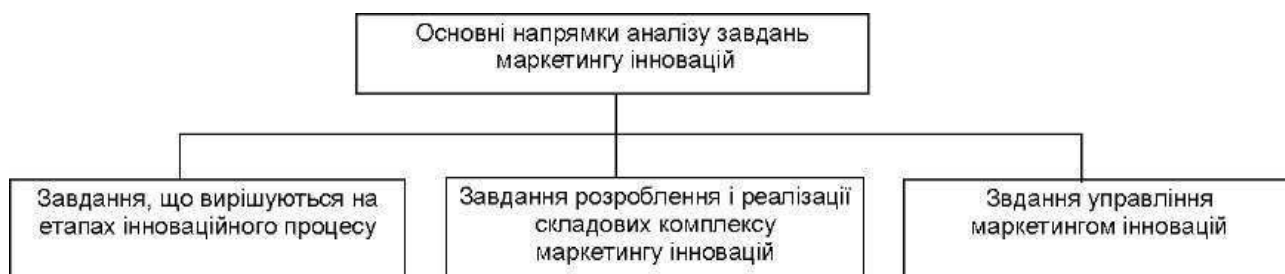 Основні напрямки аналізу завдань
маркетингу інновацій
Завдання, що вирішуються на
етапах інноваційного процесу
Завдання розроблення і реалізації
складових комплексу
маркетингу інновацій
Звдання управління
маркетингом інновацій